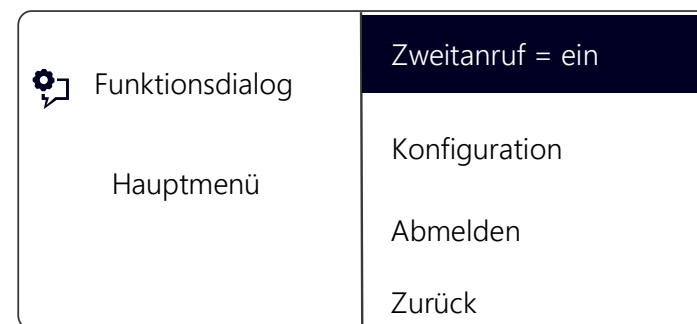 Funktionsdialog
Hauptmenü
Zweitanruf = ein
Konfiguration
Abmelden
Zurück